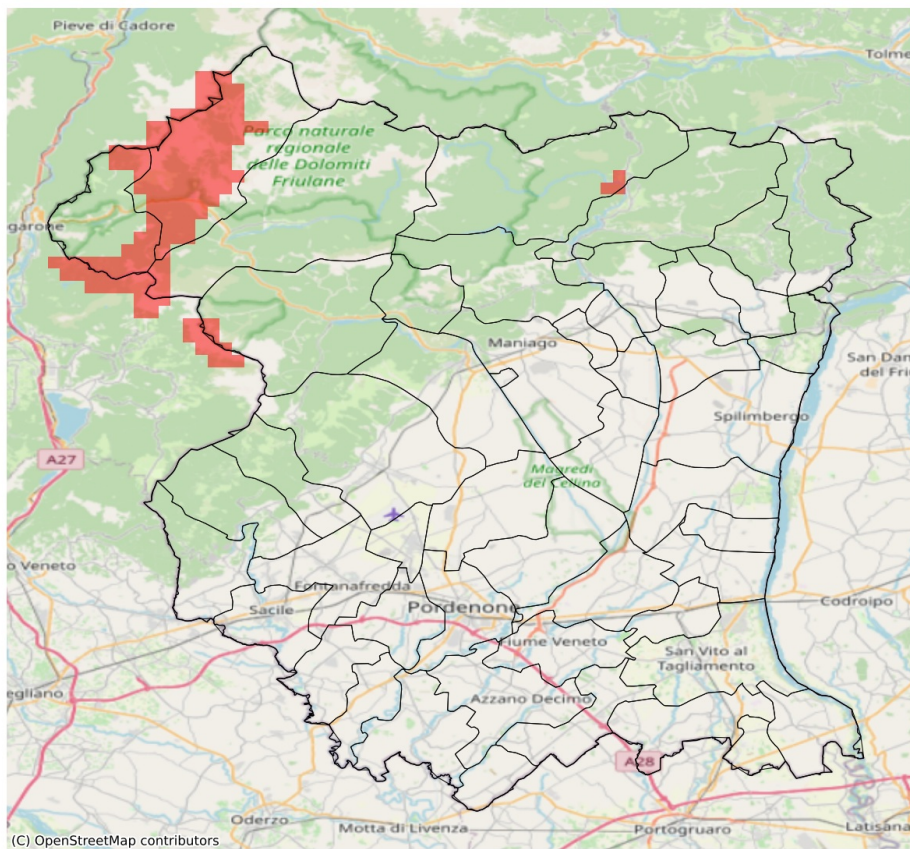 Pieve di Cadore
Tolme
Parco naturale
regionale
delle Dolomiti
Friulane
garone
Maniago
San Dan
del Friu
Spilimbergo
A27
Magredi
del Cellina
o Veneto
Fontanafredda
Codroipo
Sacile
Pordenone
Fiume Veneto
San Vito al
Tagliamento
egliano
Azzano Decimo
A28
Oderzo
Motta di Livenza
Portogruaro
Latisana
(C) OpenStreetMap contributors